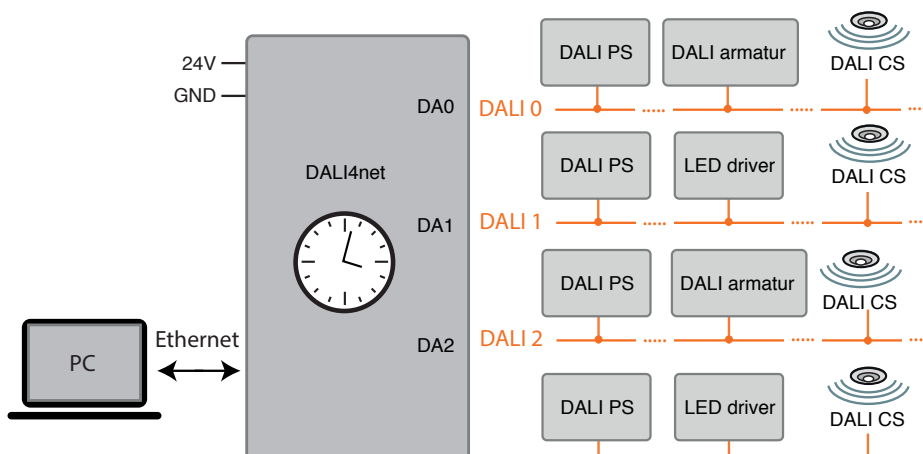 24V
GND
DALI4net
DA0
DA1
DA2
PC
Ethernet
DALI 0
DALI PS
DALI armatur
DALI CS
DALI 1
DALI PS
LED driver
DALI CS
DALI 2
DALI PS
DALI armatur
DALI CS
DALI PS
LED driver
DALI CS